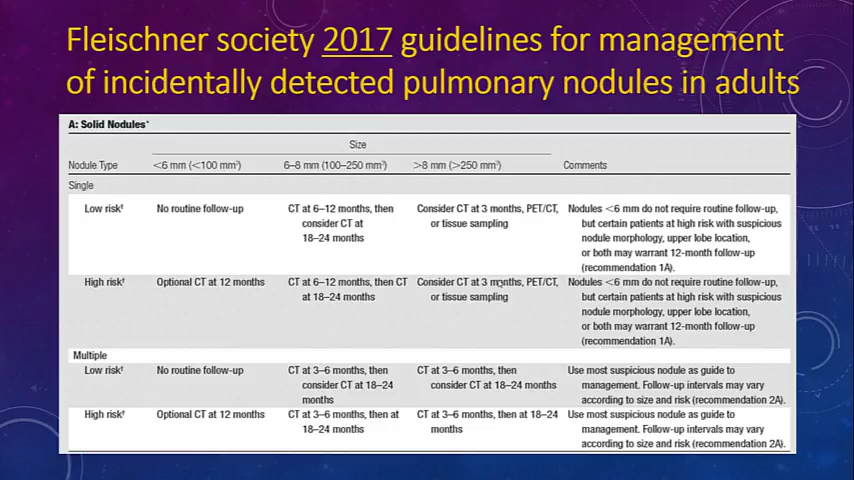 Fleischner society 2017 guidelines for management
of incidentally detected pulmonary nodules in adults
A: Solid Nodules*
Size
Nodule Type <6 mm (<100 mm³) 6–8 mm (100–250 mm³) >8 mm (>250 mm³) Comments
Single
Low risk† No routine follow-up CT at 6–12 months, then Consider CT at 3 months, PET/CT, Nodules <6 mm do not require routine follow-up,
consider CT at or tissue sampling but certain patients at high risk with suspicious
18–24 months nodule morphology, upper lobe location,
or both may warrant 12-month follow-up
(recommendation 1A).
High risk† Optional CT at 12 months CT at 6–12 months, then CT Consider CT at 3 months, PET/CT, Nodules <6 mm do not require routine follow-up,
at 18–24 months or tissue sampling but certain patients at high risk with suspicious
nodule morphology, upper lobe location,
or both may warrant 12-month follow-up
(recommendation 1A).
Multiple
Low risk† No routine follow-up CT at 3–6 months, then CT at 3–6 months, then Use most suspicious nodule as guide to
consider CT at 18–24 consider CT at 18–24 months management. Follow-up intervals may vary
months according to size and risk (recommendation 2A).
High risk† Optional CT at 12 months CT at 3–6 months, then at CT at 3–6 months, then at 18–24 Use most suspicious nodule as guide to
18–24 months months management. Follow-up intervals may vary
according to size and risk (recommendation 2A).